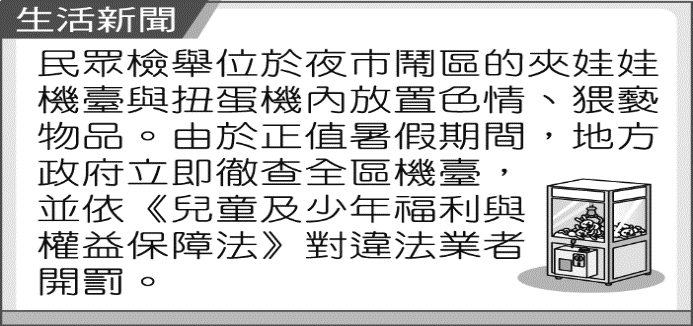 生活新聞
民眾檢舉位於夜市鬧區的夾娃娃
機臺與扭蛋機內放置色情、猥褻
物品。由於正值暑假期間，地方
政府立即徹查全區機臺，
並依《兒童及少年福利與
權益保障法》對違法業者
開罰。